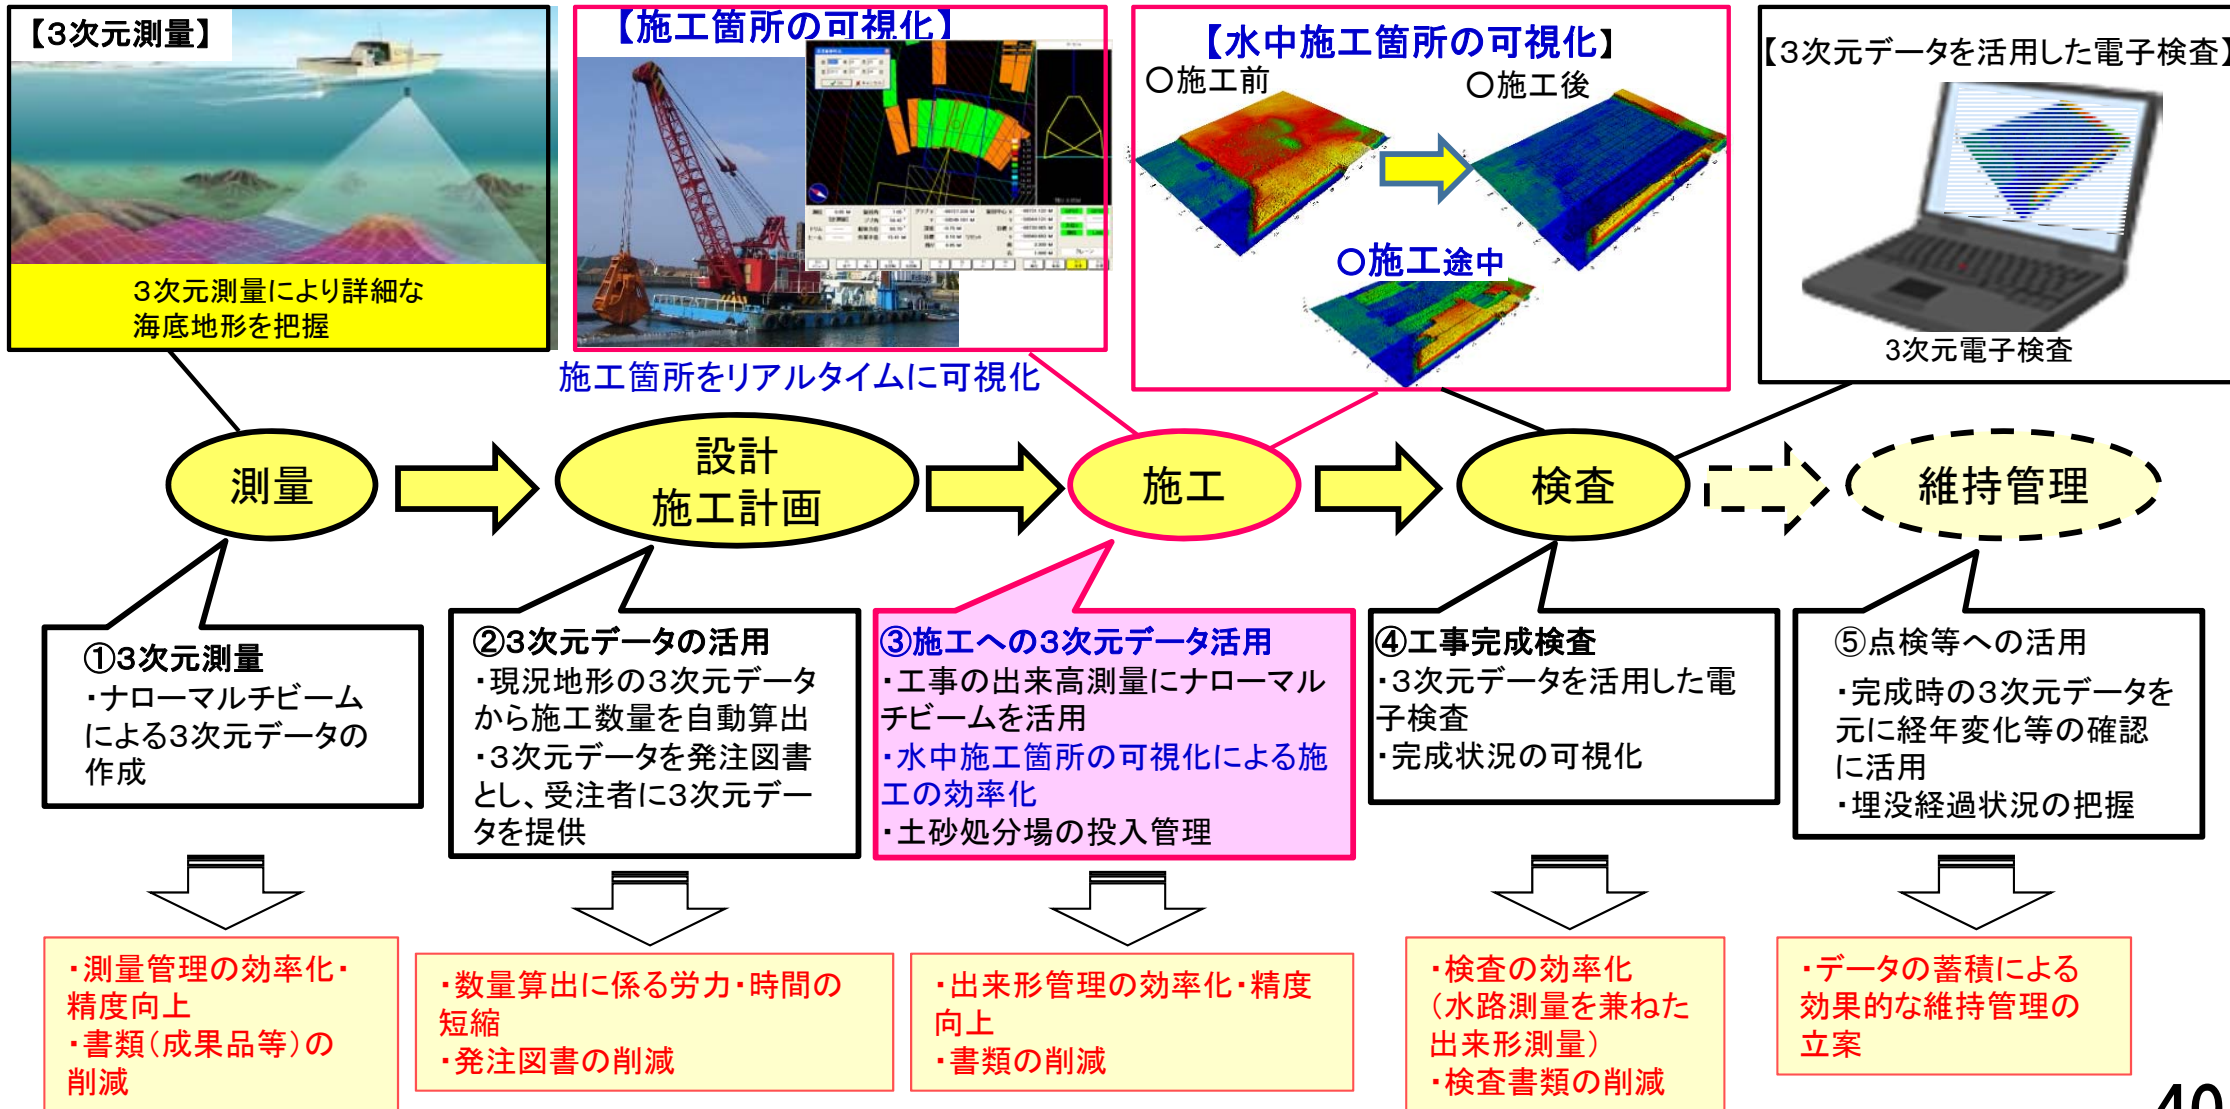 【3次元測量】
3次元測量により詳細な
海底地形を把握
【施工箇所の可視化】
施工箇所をリアルタイムに可視化
【水中施工箇所の可視化】
○施工前
○施工後
○施工途中
【3次元データを活用した電子検査】
3次元電子検査
測量
設計
施工計画
施工
検査
維持管理
①3次元測量
・ナローマルチビーム
による3次元データの
作成
②3次元データの活用
・現況地形の3次元データ
から施工数量を自動算出
・3次元データを発注図書
とし、受注者に3次元デー
タを提供
③施工への3次元データ活用
・工事の出来高測量にナローマル
チビームを活用
・水中施工箇所の可視化による施
工の効率化
・土砂処分場の投入管理
④工事完成検査
・3次元データを活用した電
子検査
・完成状況の可視化
⑤点検等への活用
・完成時の3次元データを
元に経年変化等の確認
に活用
・埋没経過状況の把握
・測量管理の効率化・
精度向上
・書類(成果品等)の
削減
・数量算出に係る労力・時間の
短縮
・発注図書の削減
・出来形管理の効率化・精度
向上
・書類の削減
・検査の効率化
(水路測量を兼ねた
出来形測量)
・検査書類の削減
・データの蓄積による
効果的な維持管理の
立案
40